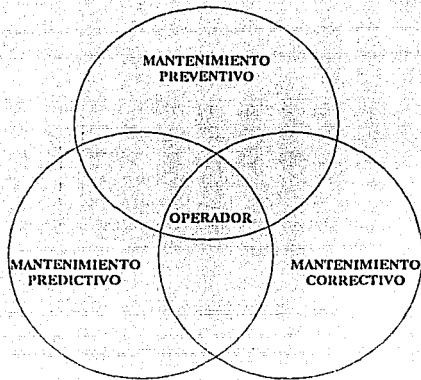 MANTENIMIENTO
PREVENTIVO
OPERADOR
MANTENIMIENTO
PREDICTIVO
MANTENIMIENTO
CORRECTIVO